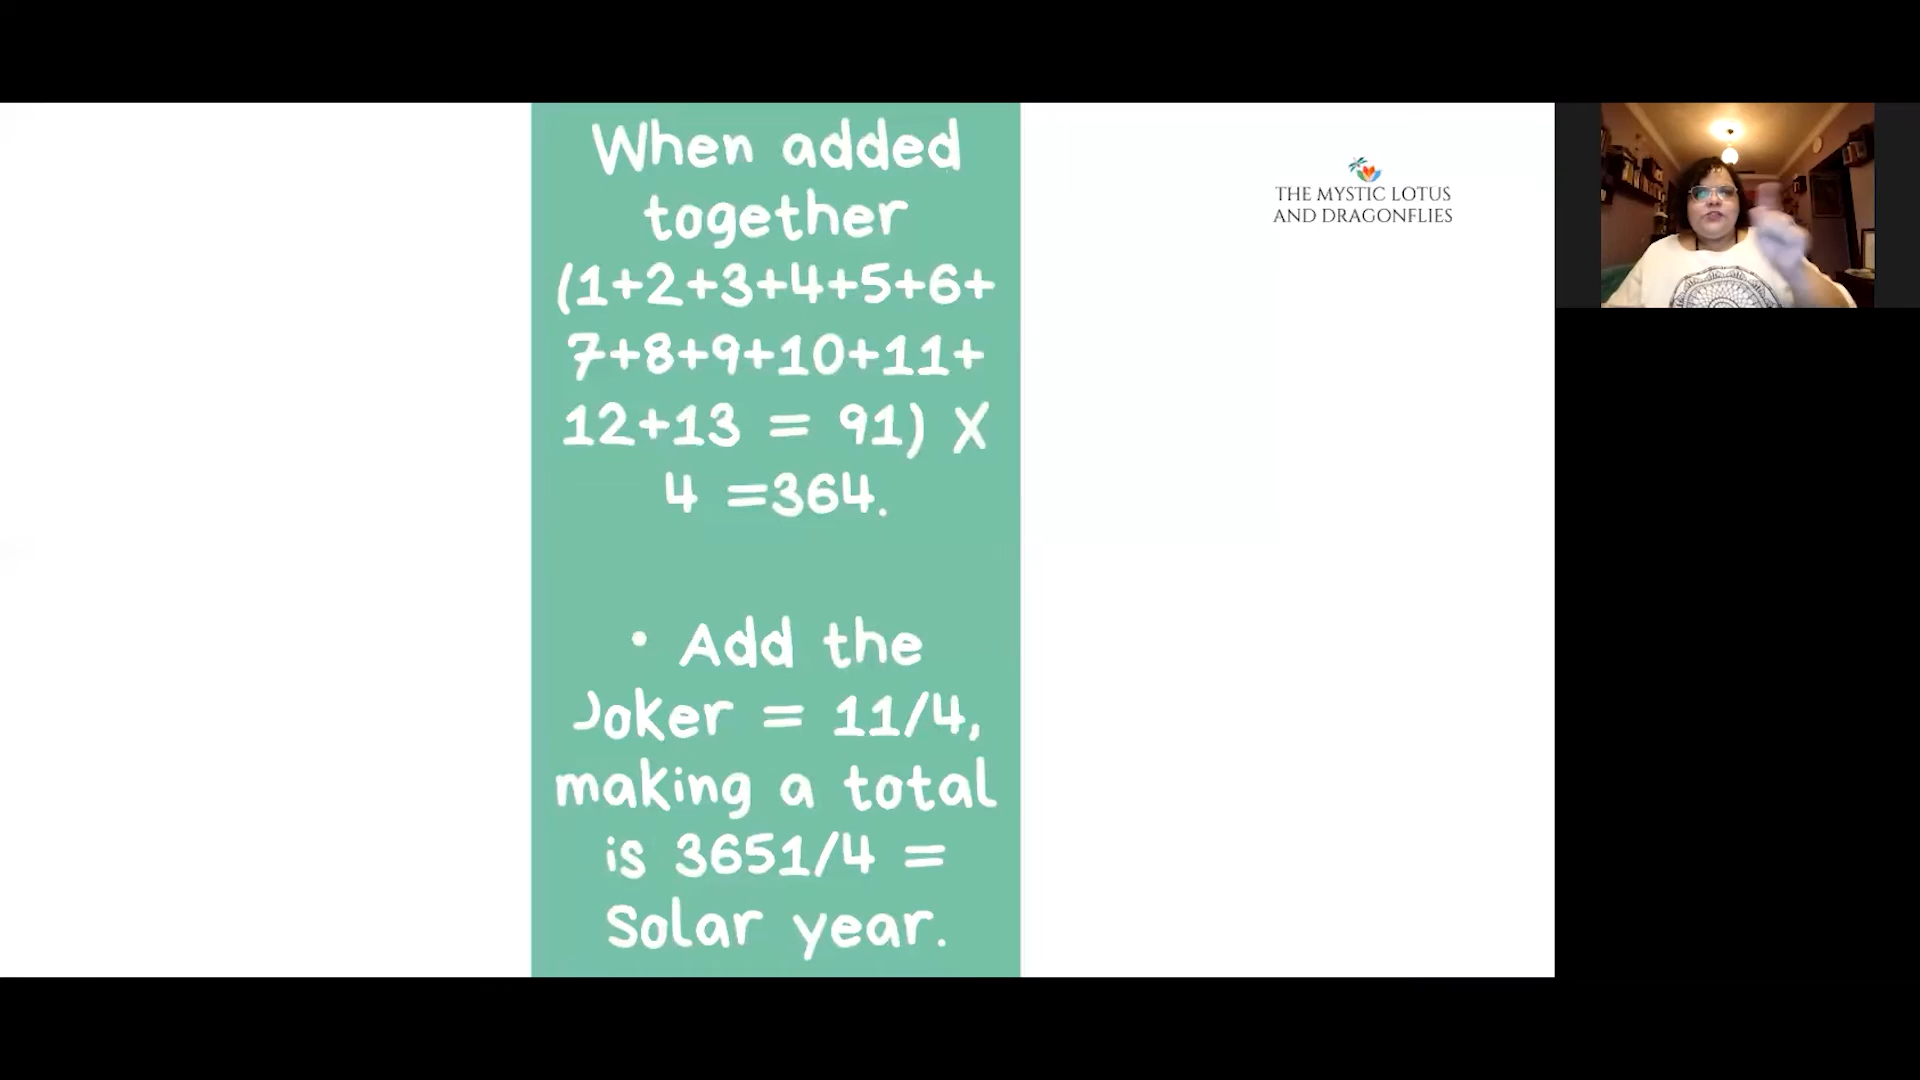 When added
together
(1+2+3+4+5+6+
7+8+9+10+11+
12+13 = 91) X
4 =364.
• Add the
Joker = 11/4,
making a total
is 3651/4 =
Solar year.
THE MYSTIC LOTUS
AND DRAGONFLIES